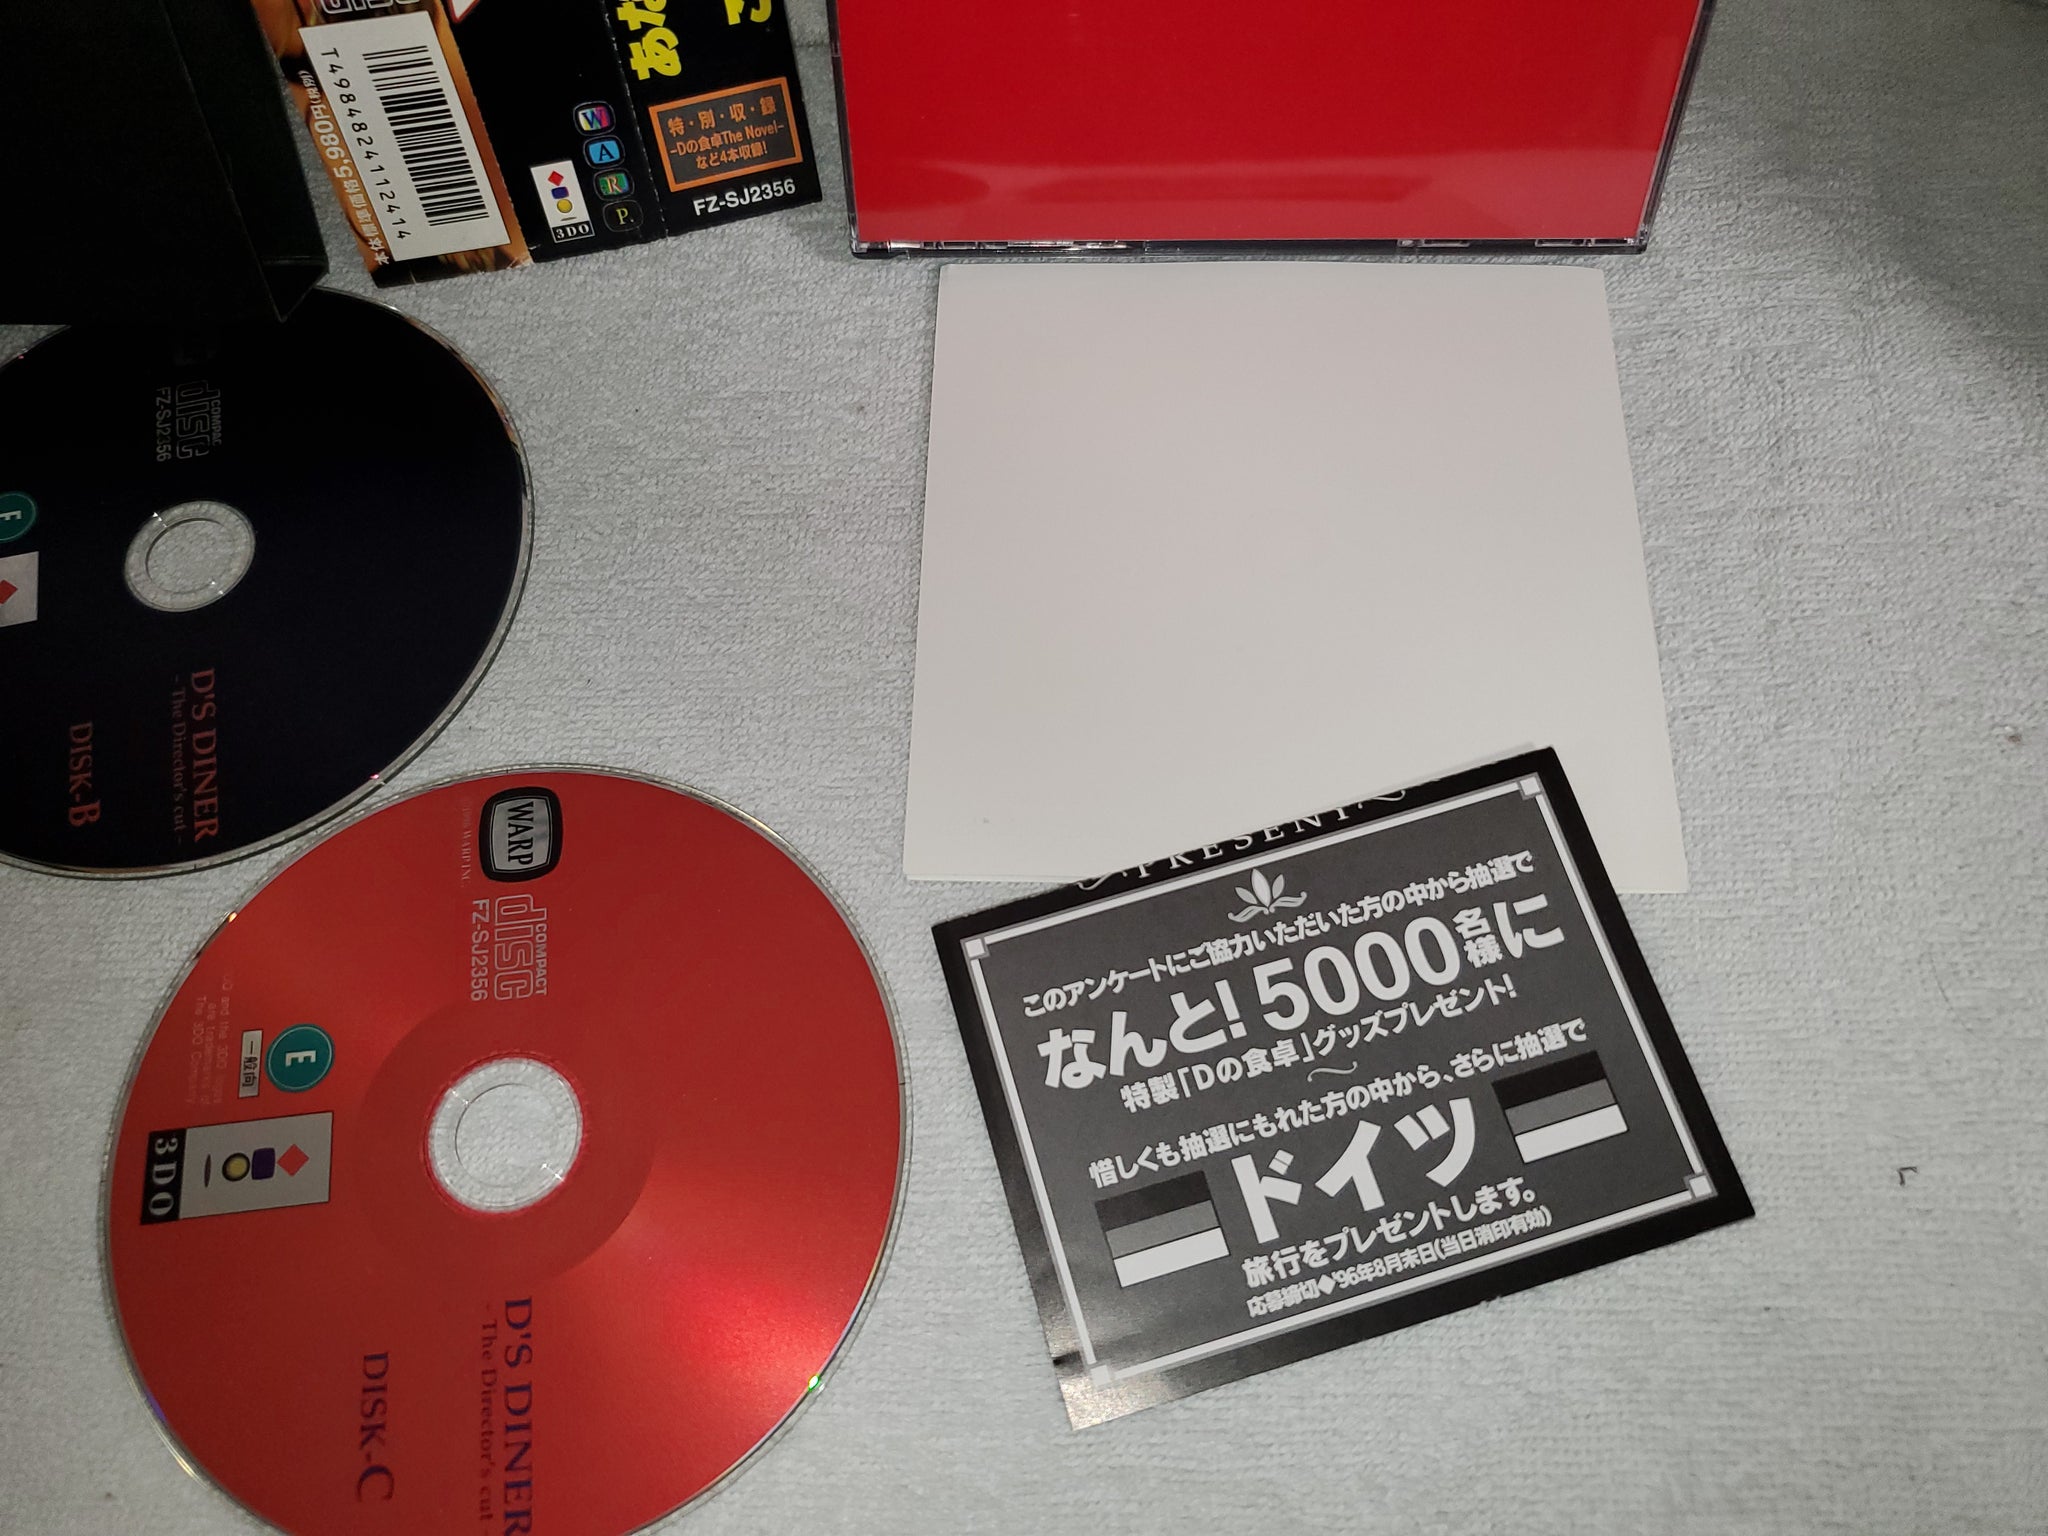 T4984824112414
本体標準価格5,980円(税別)
W
A
R
P.
3DO
あな
特・別・収・録
-Dの食卓The Novel-
など4本収録!
FZ-SJ2356
COMPAC
disc
FZ-SJ2356
E
D'S DINER
- The Director's cut -
DISK-B
WARP
COMPACT
disc
FZ-SJ2356
E
一般向
3DO
D'S DINER
- The Director's cut -
DISK-C
PRESENT
このアンケートにご協力いただいた方の中から抽選で
なんと!5000名様に
特製「Dの食卓」グッズプレゼント!
惜しくも抽選にもれた方の中から、さらに抽選で
ドイツ
旅行をプレゼントします。
応募締切◆'96年8月末日(当日消印有効)